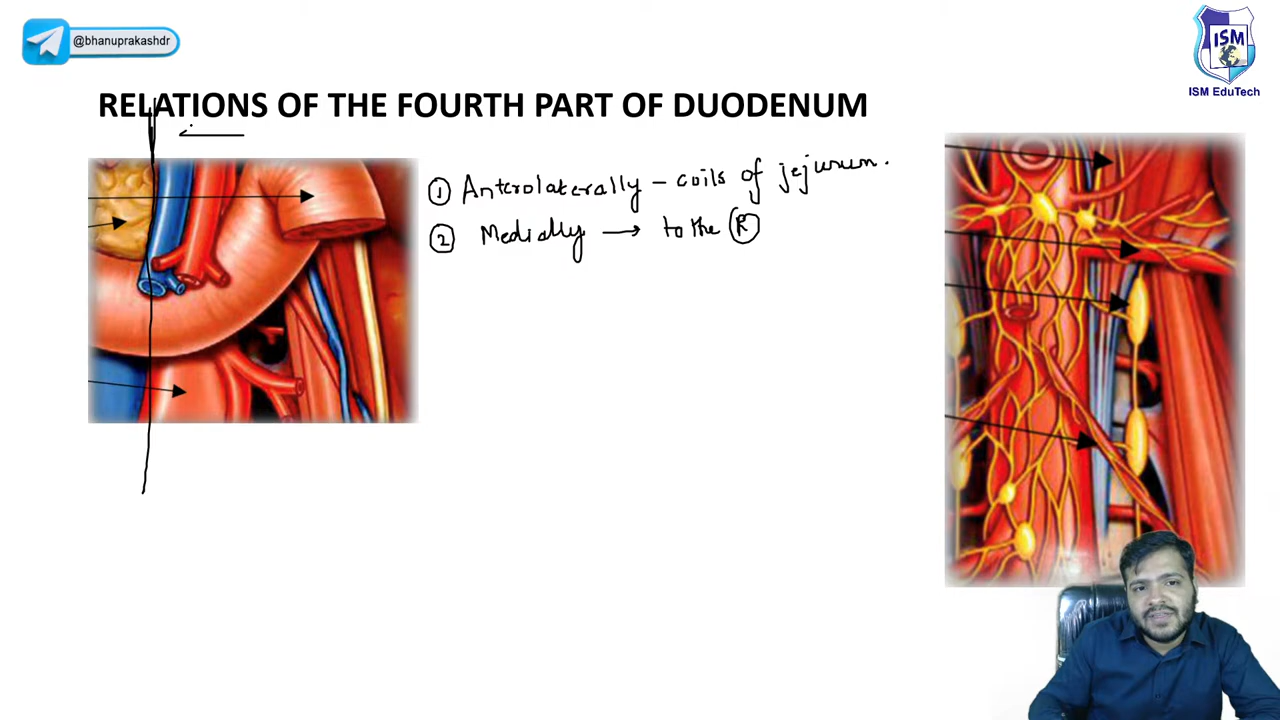 @bhanuprakashdr
ISM
ISM EduTech
RELATIONS OF THE FOURTH PART OF DUODENUM
① Anterolaterally – coils of jejunum.
② Medially → to the Ⓡ